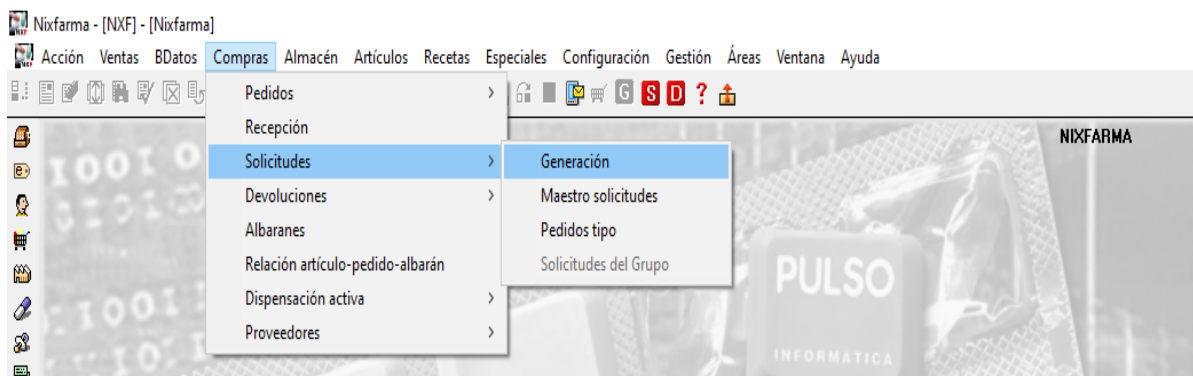 Nixfarma - [NXF] - [Nixfarma]
Acción Ventas BDatos Compras Almacén Artículos Recetas Especiales Configuración Gestión Áreas Ventana Ayuda
G S D ?
Pedidos
Recepción
Solicitudes
Devoluciones
Albaranes
Relación artículo-pedido-albarán
Dispensación activa
Proveedores
Generación
Maestro solicitudes
Pedidos tipo
Solicitudes del Grupo
NIXFARMA
PULSO
INFORMÁTICA